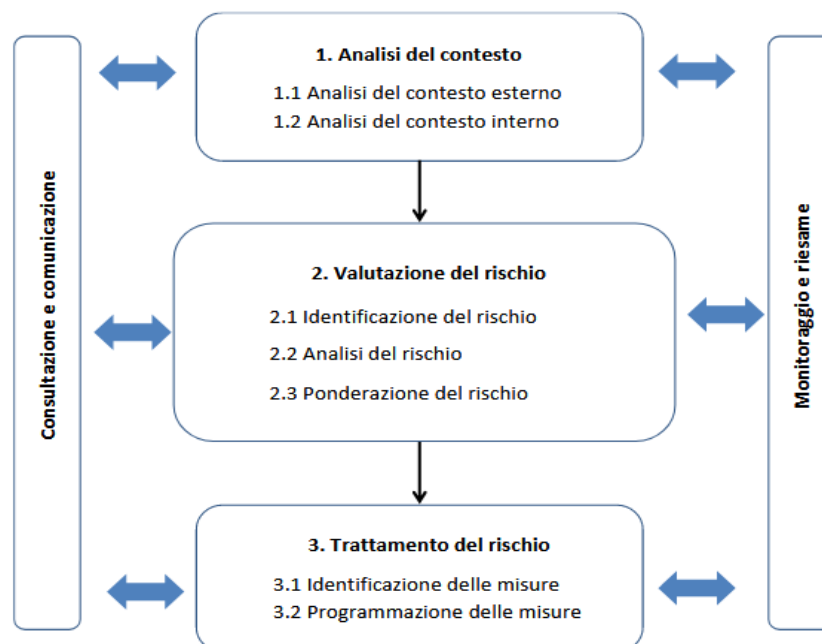 1. Analisi del contesto
1.1 Analisi del contesto esterno
1.2 Analisi del contesto interno
Consultazione e comunicazione
2. Valutazione del rischio
2.1 Identificazione del rischio
2.2 Analisi del rischio
2.3 Ponderazione del rischio
Monitoraggio e riesame
3. Trattamento del rischio
3.1 Identificazione delle misure
3.2 Programmazione delle misure